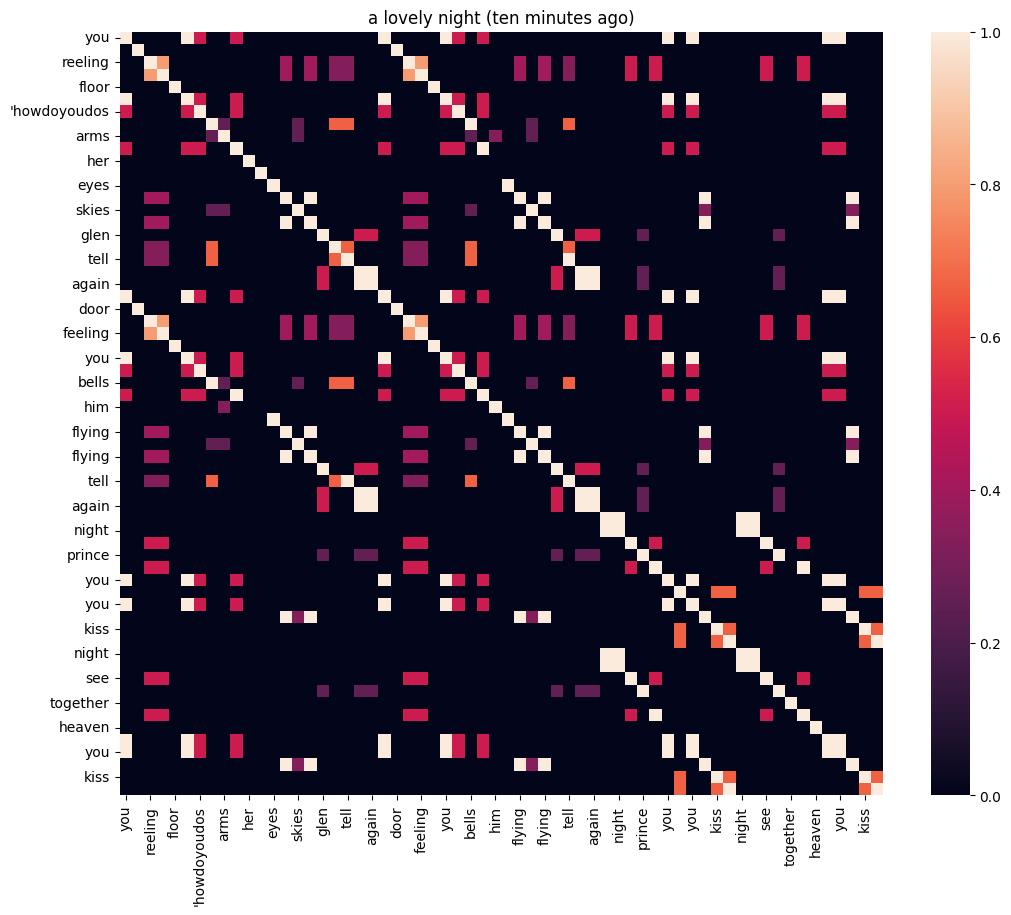 a lovely night (ten minutes ago)
you
reeling
floor
'howdoyoudos
arms
her
eyes
skies
glen
tell
again
door
feeling
you
bells
him
flying
flying
tell
again
night
prince
you
you
kiss
night
see
together
heaven
you
kiss
1.0
0.8
0.6
0.4
0.2
0.0
you
reeling
floor
'howdoyoudos
arms
her
eyes
skies
glen
tell
again
door
feeling
you
bells
him
flying
flying
tell
again
night
prince
you
you
kiss
night
see
together
heaven
you
kiss